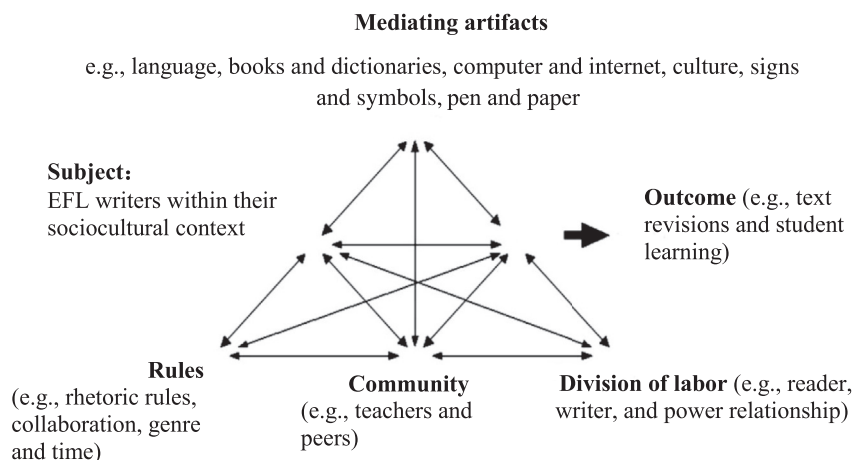 Mediating artifacts
e.g., language, books and dictionaries, computer and internet, culture, signs
and symbols, pen and paper
Subject：
EFL writers within their
sociocultural context
Outcome (e.g., text
revisions and student
learning)
Rules
(e.g., rhetoric rules,
collaboration, genre
and time)
Community
(e.g., teachers and
peers)
Division of labor (e.g., reader,
writer, and power relationship)